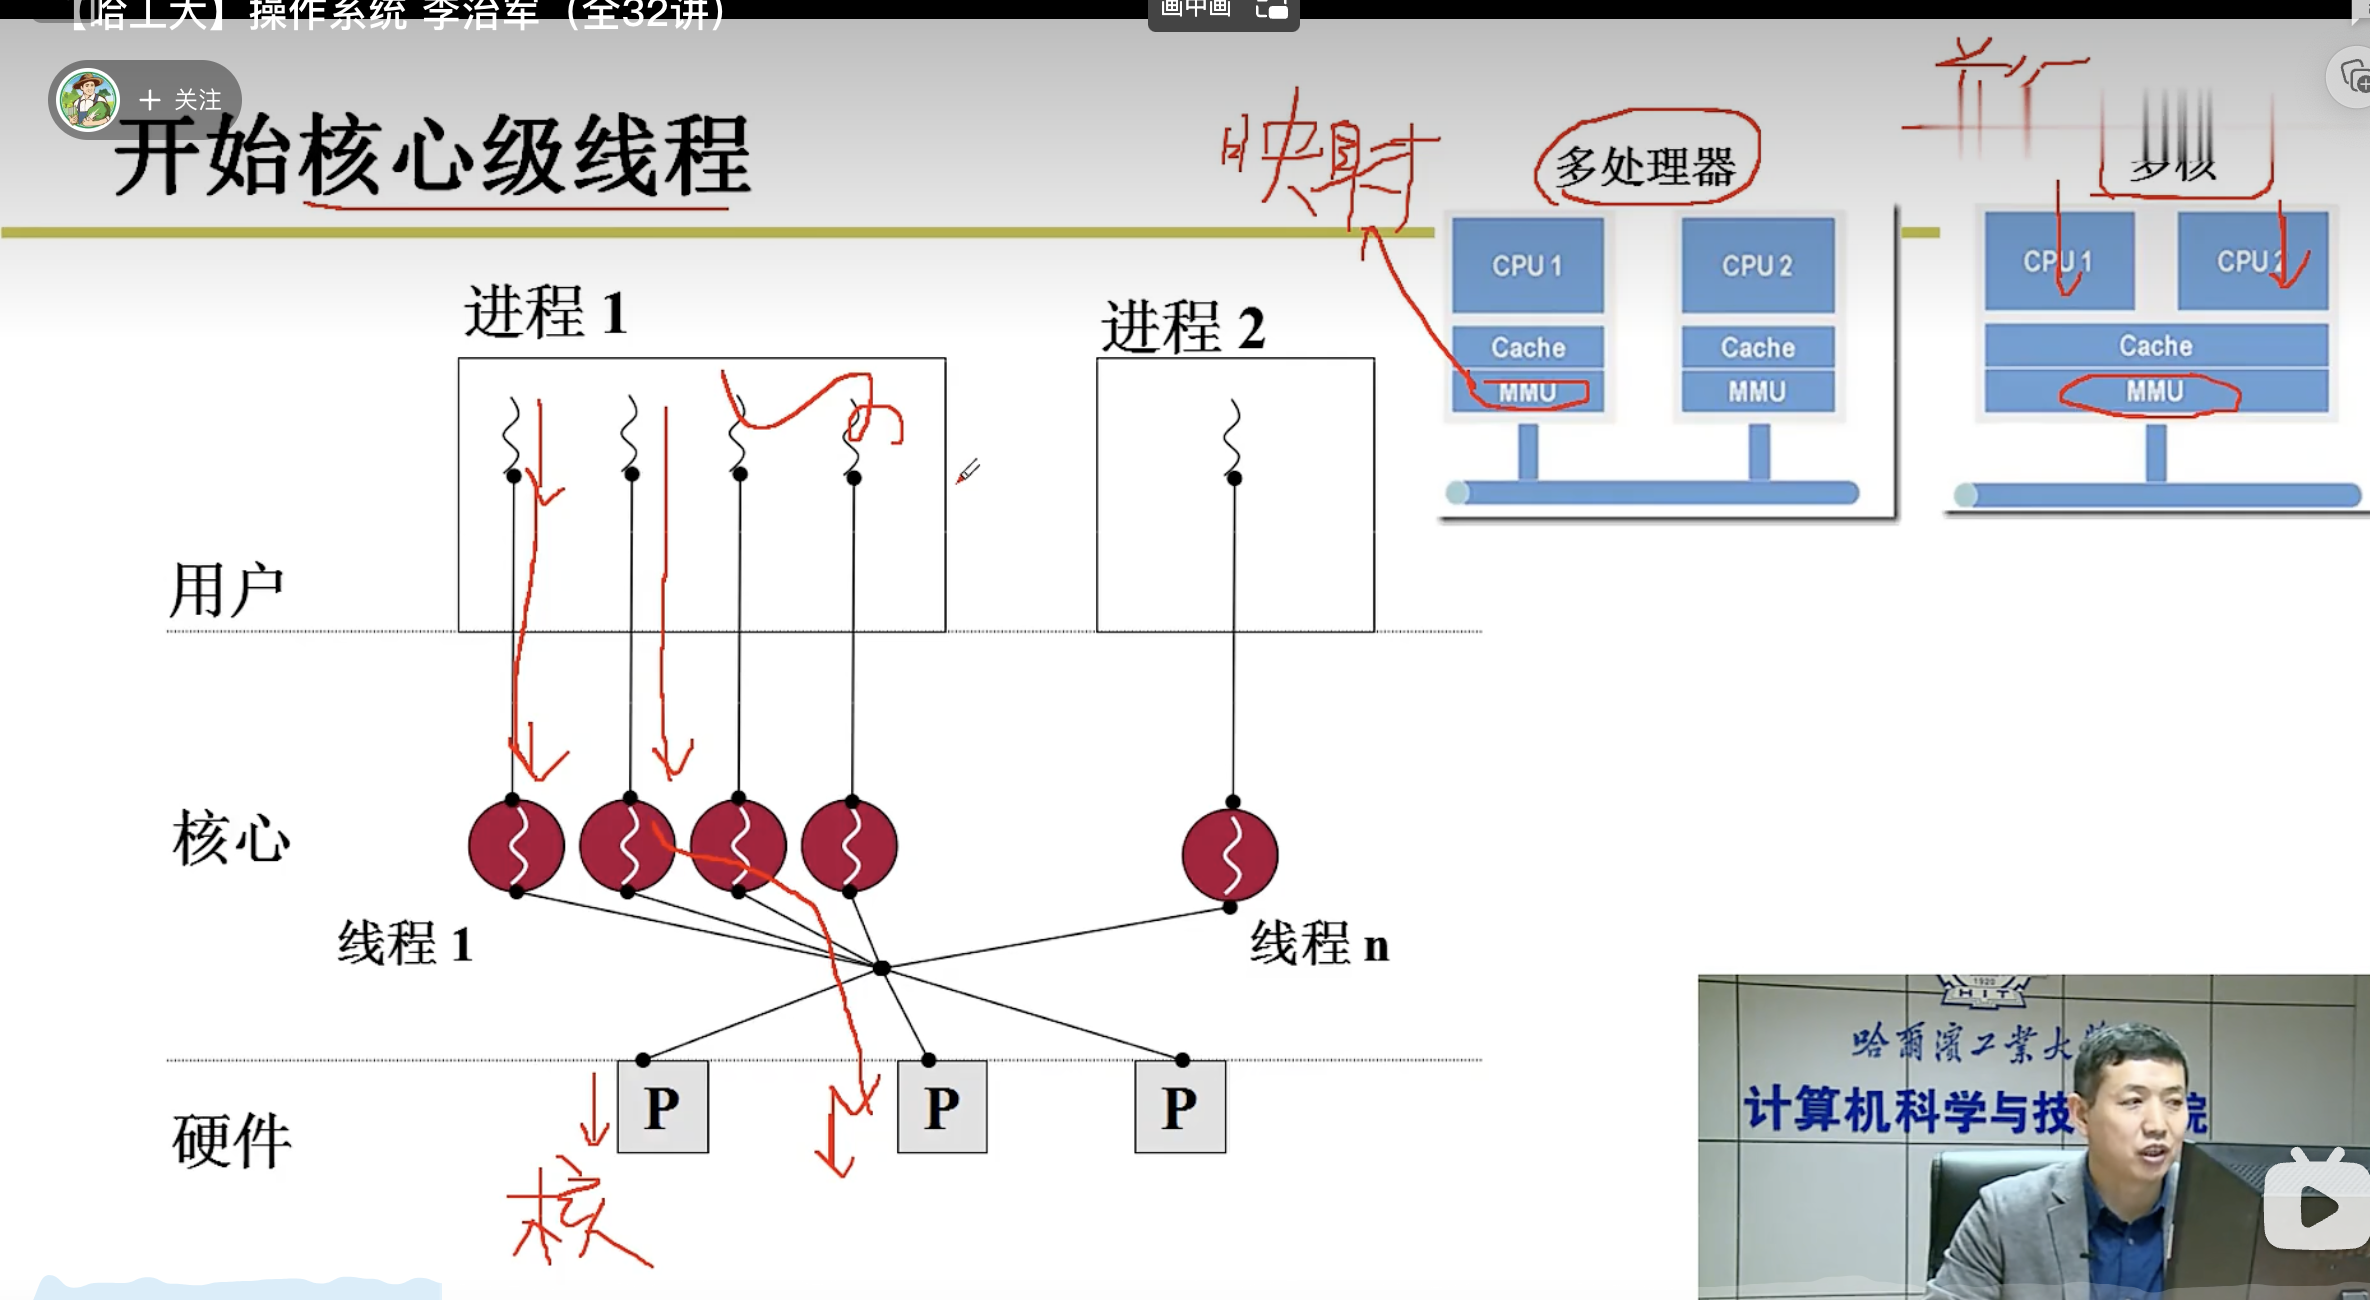 【哈工大】操作系统 李治军（全32讲）
画中画
+ 关注
开始核心级线程
映射
多处理器
并行
多核
CPU 1
CPU 2
Cache
Cache
MMU
MMU
CPU 1
CPU 2
Cache
MMU
进程 1
进程 2
用户
核心
线程 1
线程 n
硬件
P
P
P
核
1920
HIT
哈爾濱工業大
计算机科学与技
院